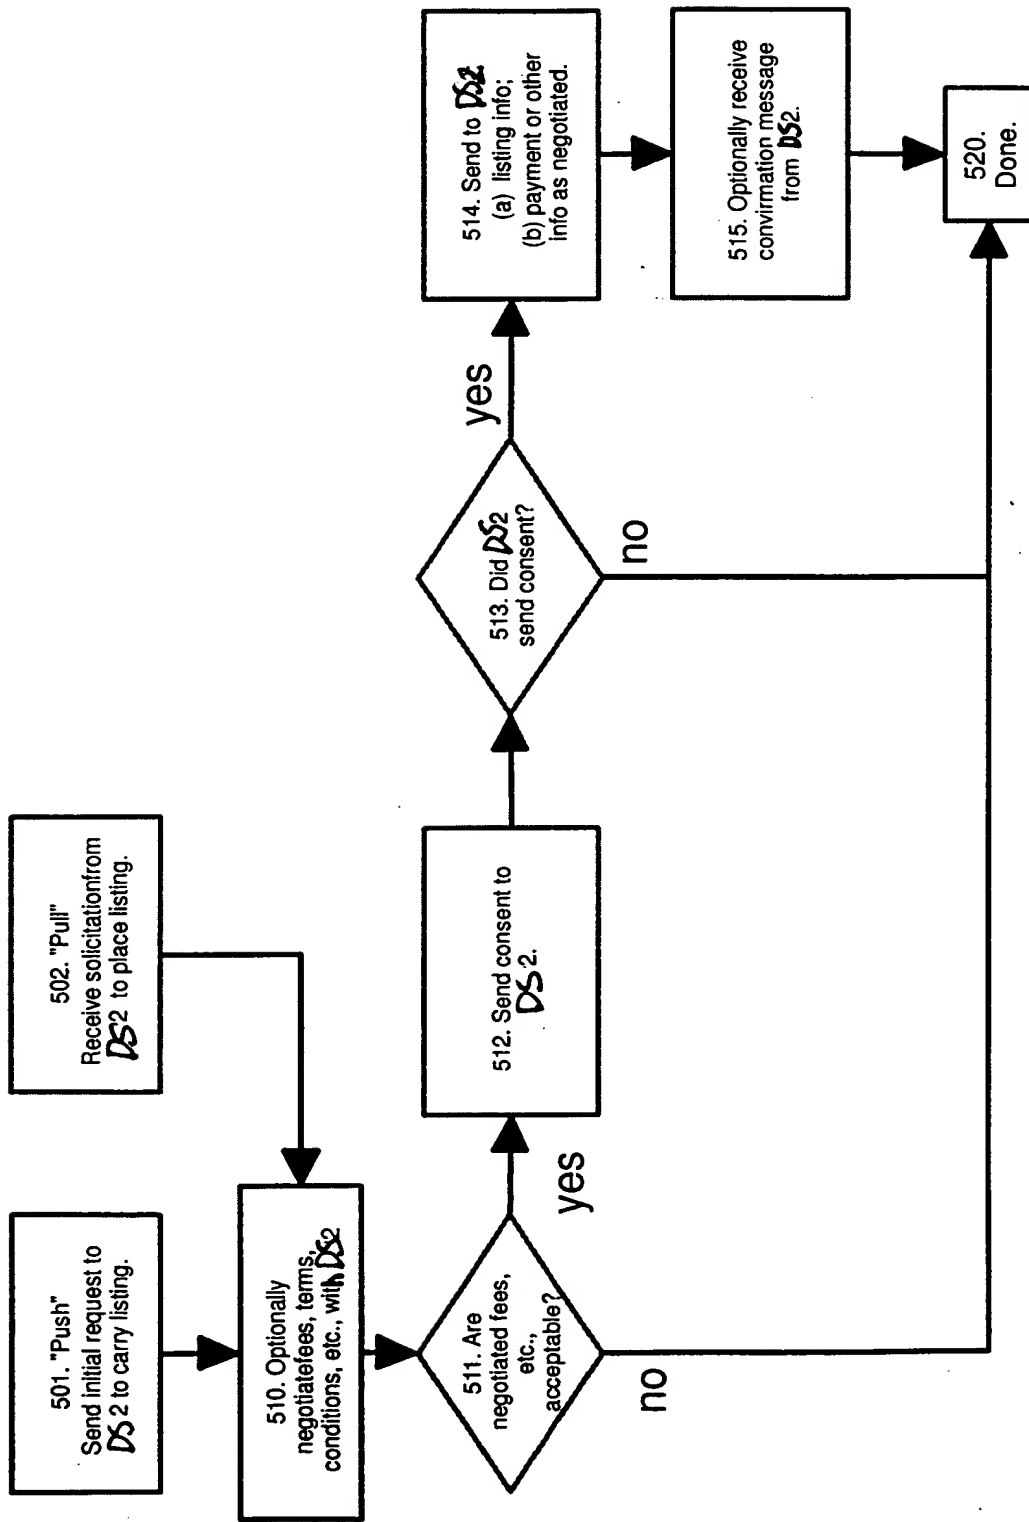 501. "Push"
Send initial request to
DS2 to carry listing.
502. "Pull"
Receive solicitationfrom
DS2 to place listing.
510. Optionally
negotiatefees, terms,
conditions, etc., with DS2
511. Are
negotiated fees,
etc.,
acceptable?
yes
no
512. Send consent to
DS2.
513. Did DS2
send consent?
yes
no
514. Send to DS2
(a) listing info;
(b) payment or other
info as negotiated.
515. Optionally receive
convirmation message
from DS2.
520.
Done.